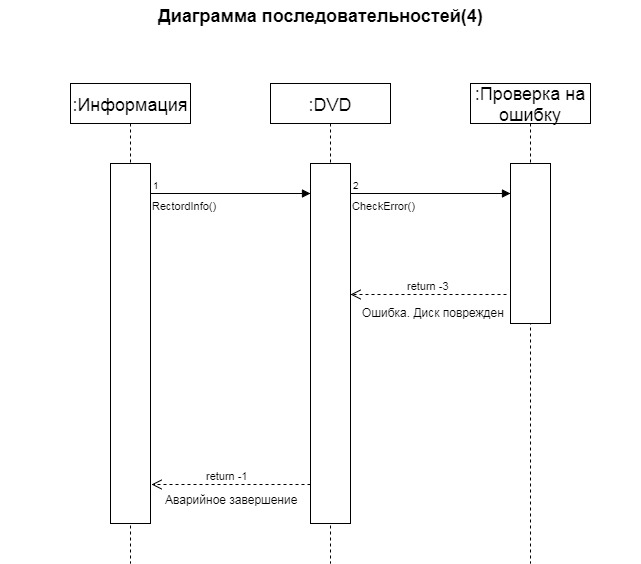 Диаграмма последовательностей(4)
:Информация
:DVD
:Проверка на
ошибку
1
RectordInfo()
2
CheckError()
return -3
Ошибка. Диск поврежден
return -1
Аварийное завершение